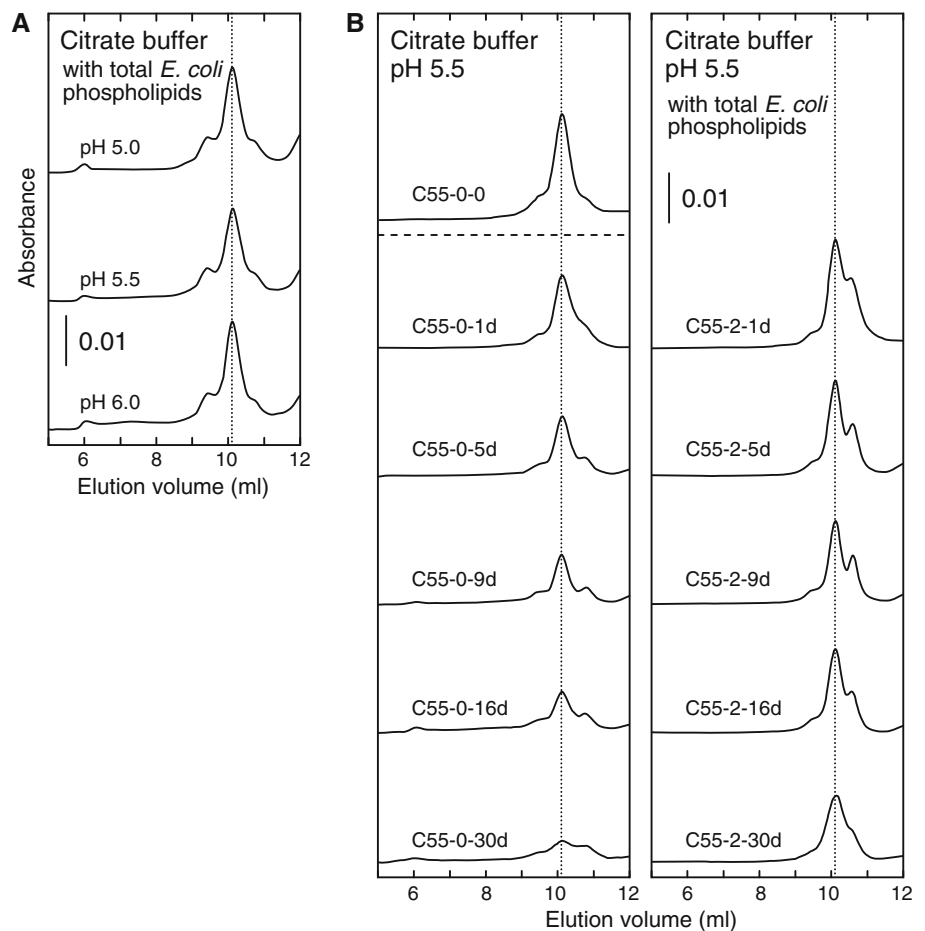 A
Citrate buffer
with total E. coli
phospholipids
pH 5.0
pH 5.5
0.01
pH 6.0
Absorbance
6 8 10 12
Elution volume (ml)
B
Citrate buffer
pH 5.5
C55-0-0
C55-0-1d
C55-0-5d
C55-0-9d
C55-0-16d
C55-0-30d
6 8 10 12
Citrate buffer
pH 5.5
with total E. coli
phospholipids
0.01
C55-2-1d
C55-2-5d
C55-2-9d
C55-2-16d
C55-2-30d
6 8 10 12
Elution volume (ml)